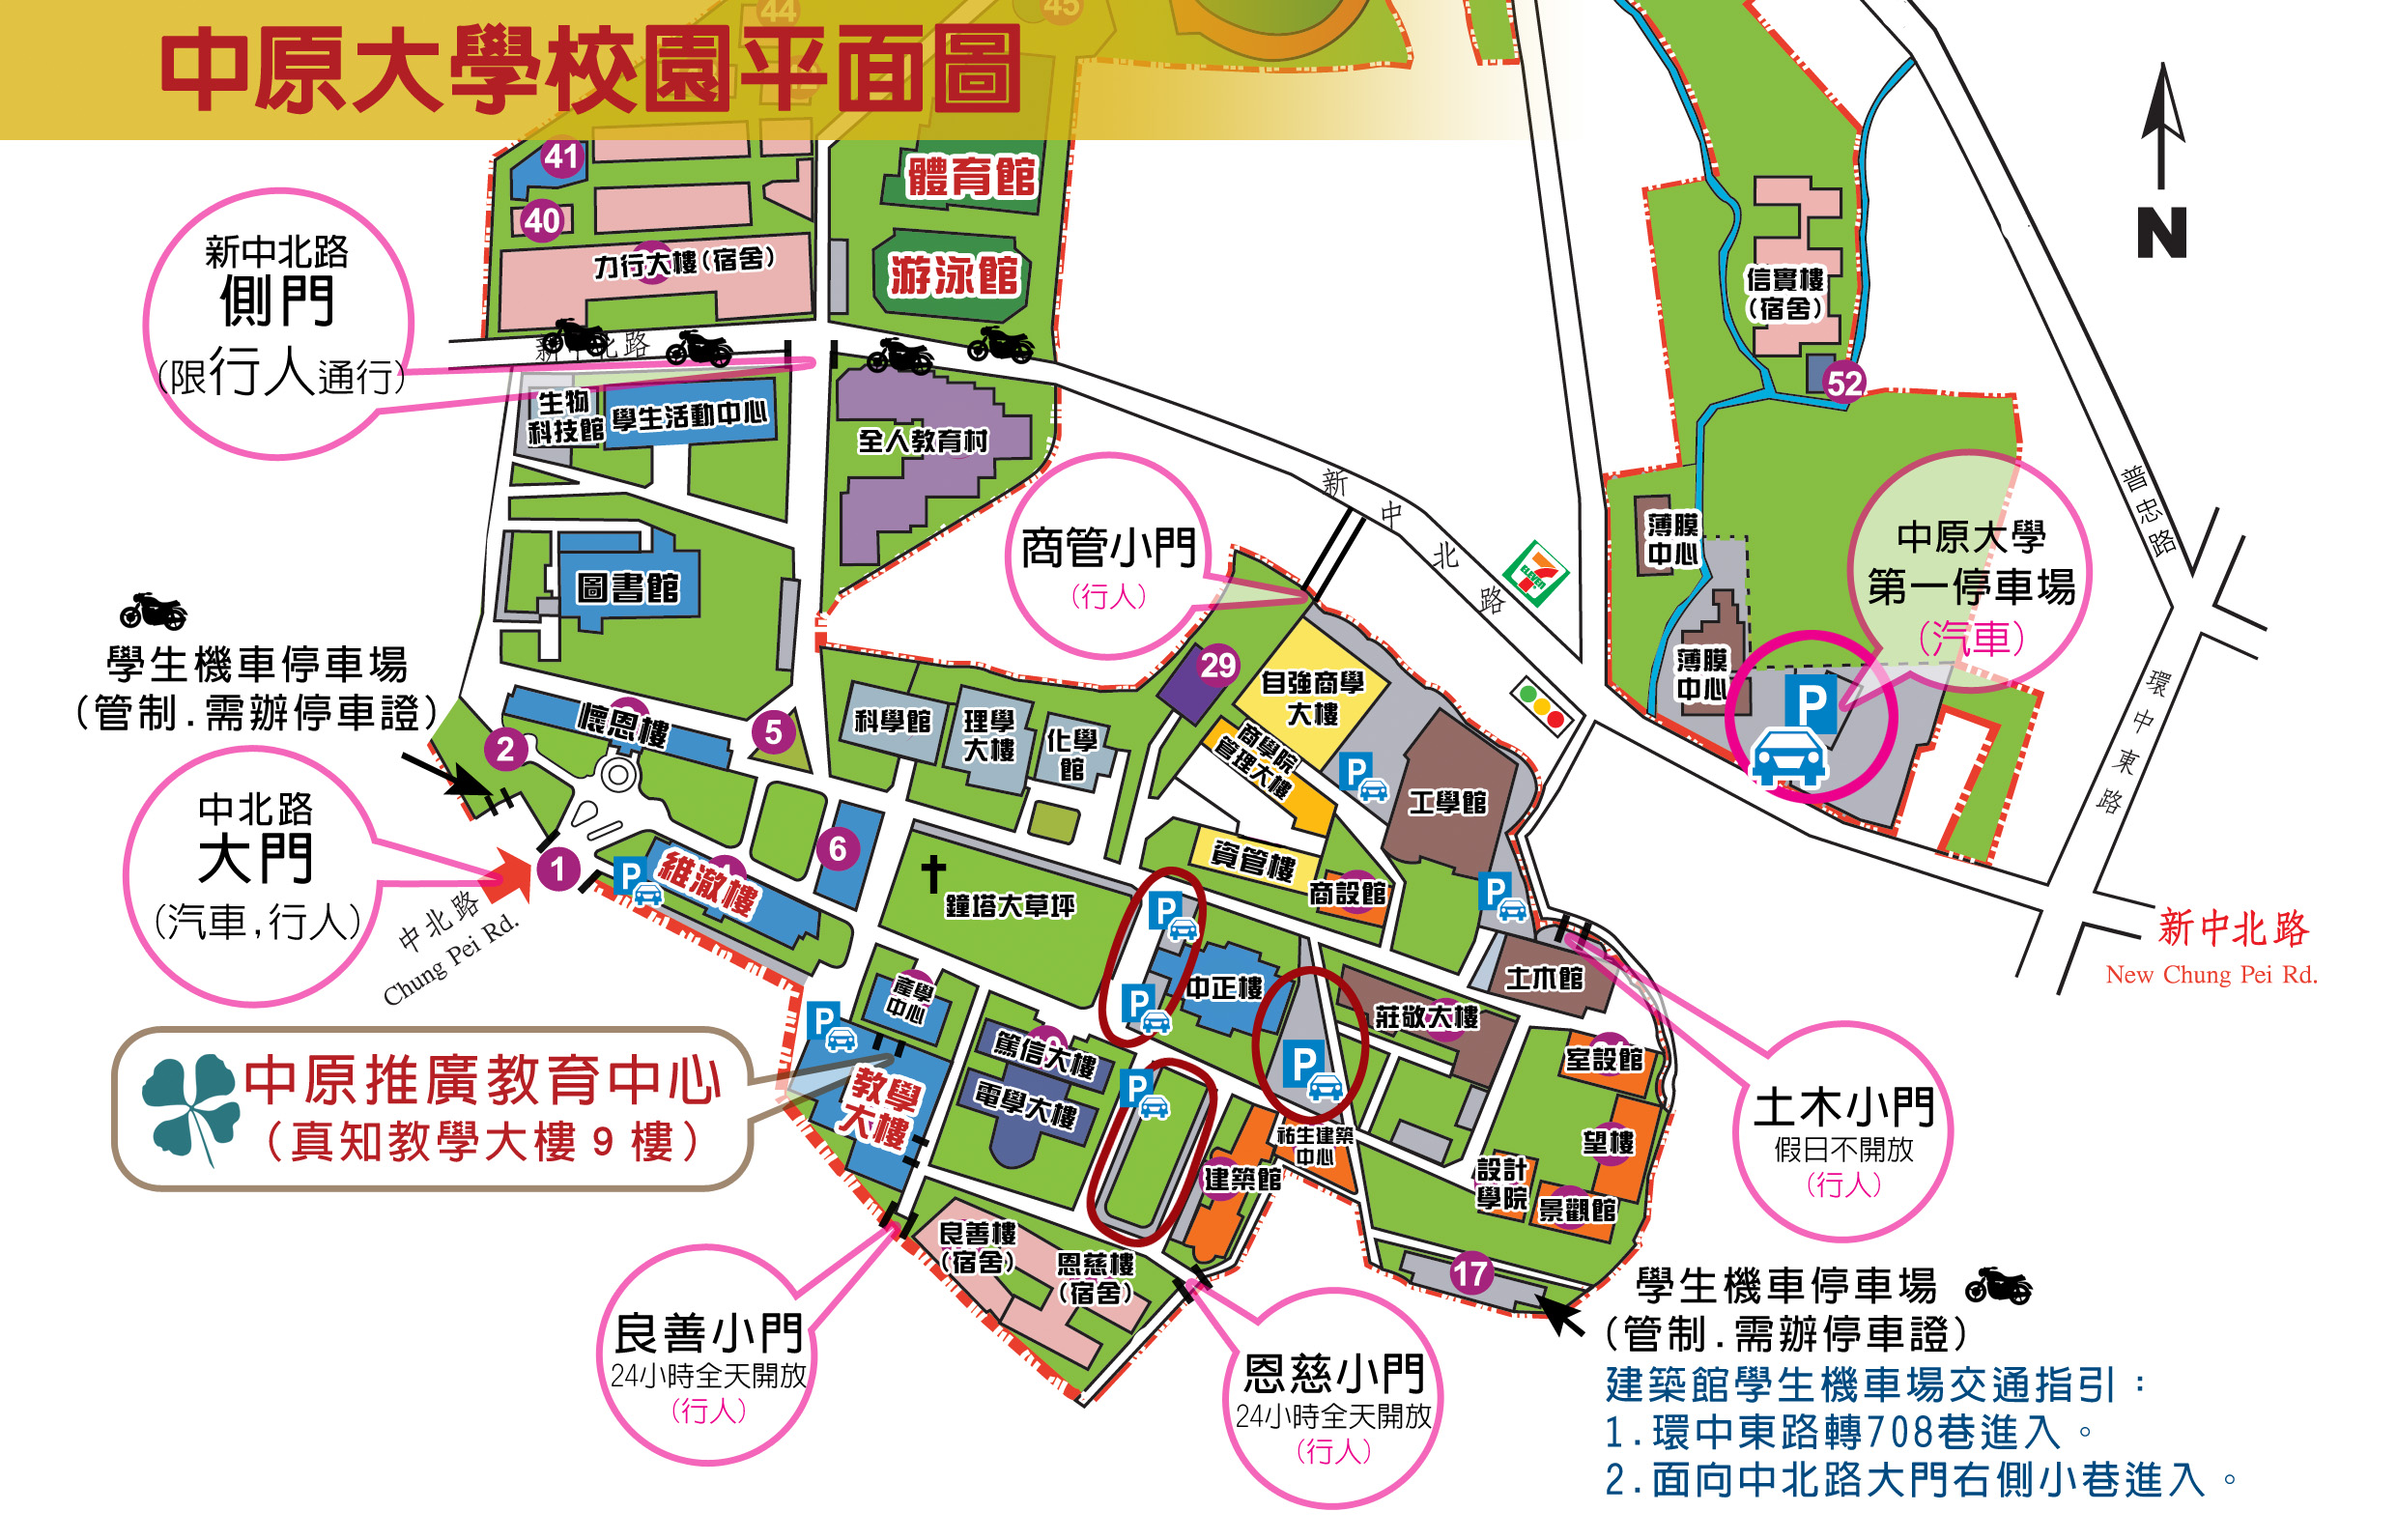 中原大學校園平面圖
44
45
42
41
40
體育館
游泳館
力行大樓(宿舍)
N
新中北路
側門
(限行人通行)
新中北路
生物
科技館
學生活動中心
全人教育村
信實樓
(宿舍)
52
普忠路
商管小門
(行人)
新中北路
7
ELEVEN
薄膜
中心
薄膜
中心
中原大學
第一停車場
(汽車)
P
環中東路
圖書館
學生機車停車場
(管制.需辦停車證)
懷恩樓
2
5
科學館
理學
大樓
化學
館
29
自強商學
大樓
商學院
管理大樓
P
工學館
中北路
大門
(汽車,行人)
1
中北路
Chung Pei Rd.
P
維澈樓
6
鐘塔大草坪
資管樓
商設館
P
P
新中北路
New Chung Pei Rd.
產學
中心
P
中正樓
P
P
莊敬大樓
土木館
中原推廣教育中心
(真知教學大樓 9 樓)
教學
大樓
篤信大樓
電學大樓
P
室設館
望樓
祐生建築
中心
建築館
設計
學院
景觀館
土木小門
假日不開放
(行人)
良善樓
(宿舍)
恩慈樓
(宿舍)
17
良善小門
24小時全天開放
(行人)
恩慈小門
24小時全天開放
(行人)
學生機車停車場
(管制.需辦停車證)
建築館學生機車場交通指引：
1.環中東路轉708巷進入。
2.面向中北路大門右側小巷進入。